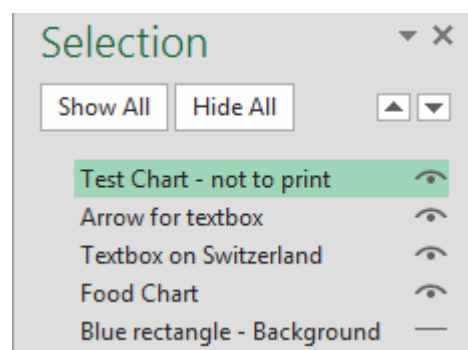 Selection
Show All Hide All
Test Chart - not to print
Arrow for textbox
Textbox on Switzerland
Food Chart
Blue rectangle - Background